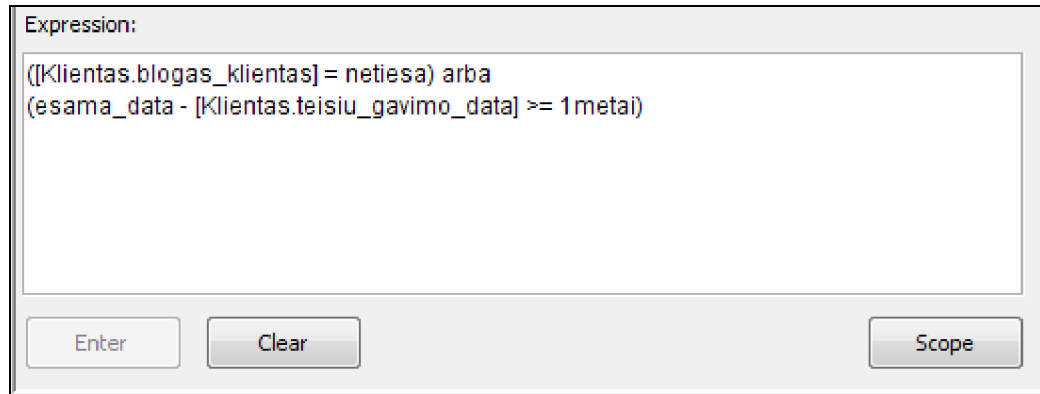 Expression:
([Klientas.blogas_klientas] = netiesa) arba
(esama_data - [Klientas.teisiu_gavimo_data] >= 1metai)
Enter
Clear
Scope